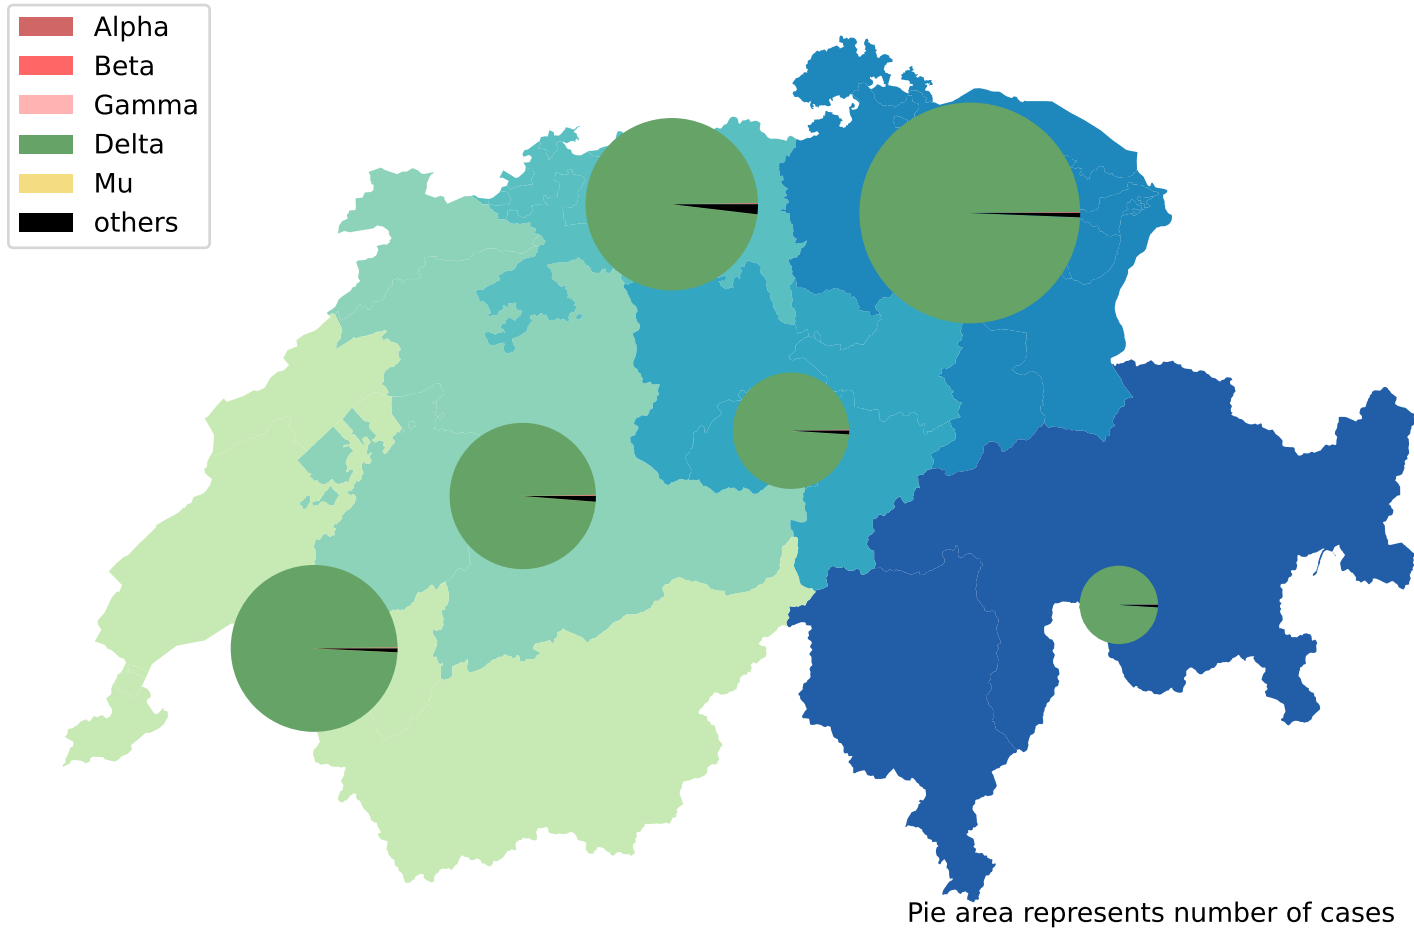 Alpha
Beta
Gamma
Delta
Mu
others
Pie area represents number of cases